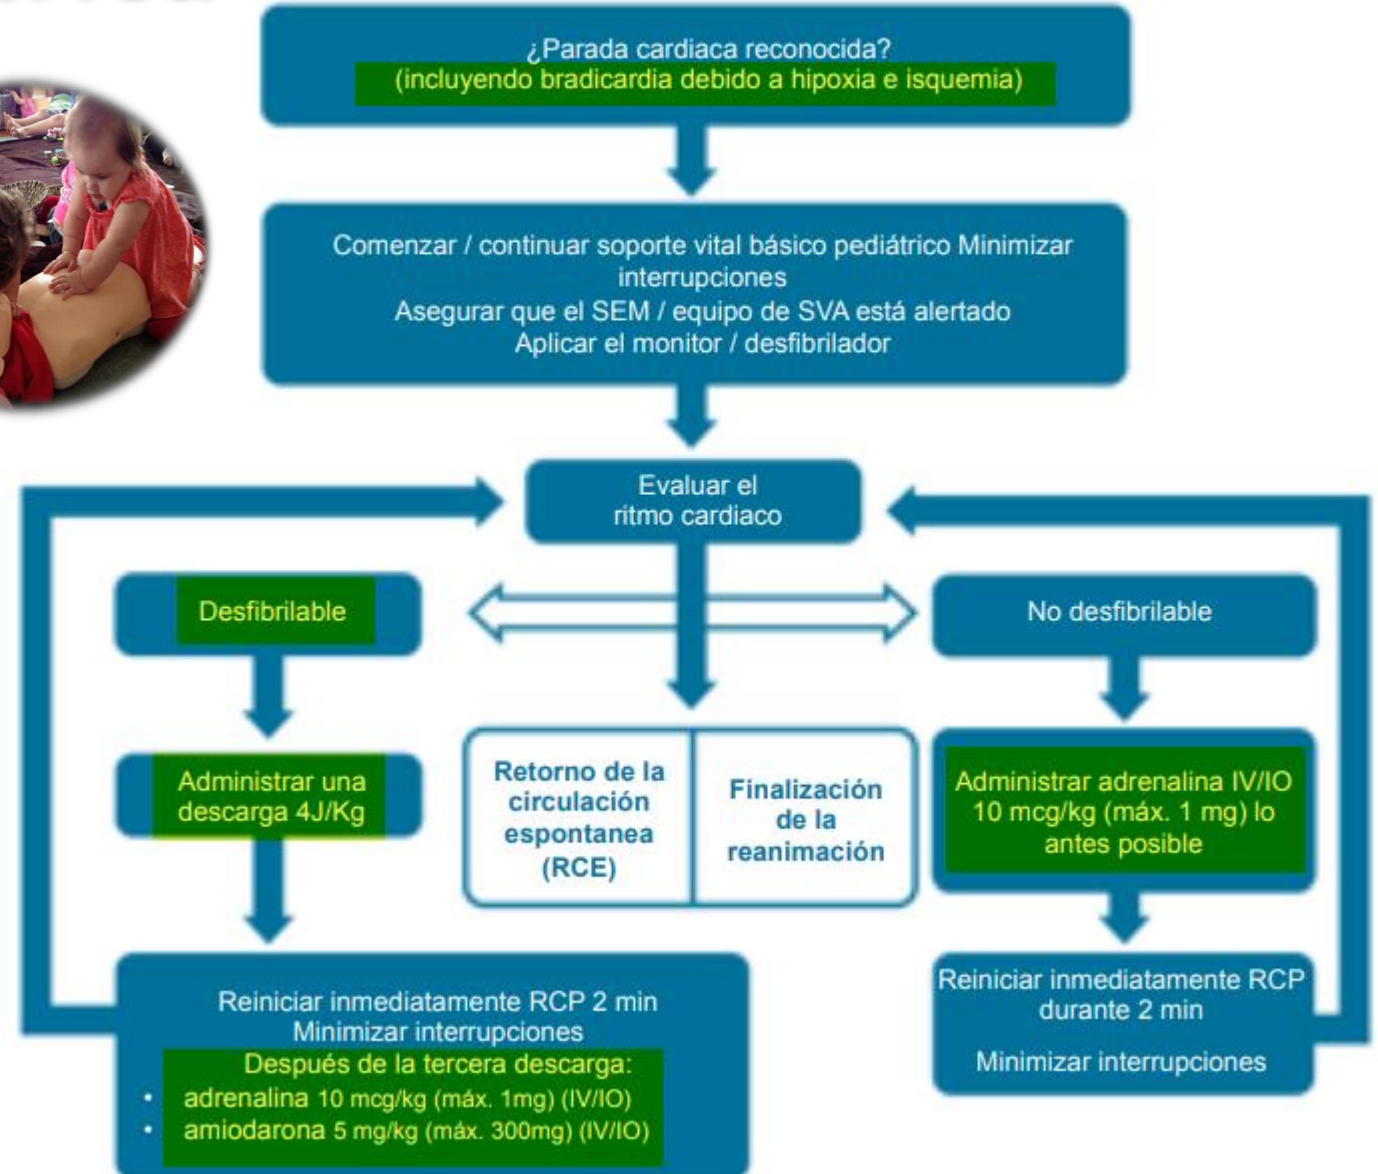 ¿Parada cardiaca reconocida?
(incluyendo bradicardia debido a hipoxia e isquemia)
Comenzar / continuar soporte vital básico pediátrico Minimizar
interrupciones
Asegurar que el SEM / equipo de SVA está alertado
Aplicar el monitor / desfibrilador
Evaluar el
ritmo cardiaco
Desfibrilable
No desfibrilable
Administrar una
descarga 4J/Kg
Retorno de la
circulación
espontanea
(RCE)
Finalización
de la
reanimación
Administrar adrenalina IV/IO
10 mcg/kg (máx. 1 mg) lo
antes posible
Reiniciar inmediatamente RCP 2 min
Minimizar interrupciones
Después de la tercera descarga:
• adrenalina 10 mcg/kg (máx. 1mg) (IV/IO)
• amiodarona 5 mg/kg (máx. 300mg) (IV/IO)
Reiniciar inmediatamente RCP
durante 2 min
Minimizar interrupciones